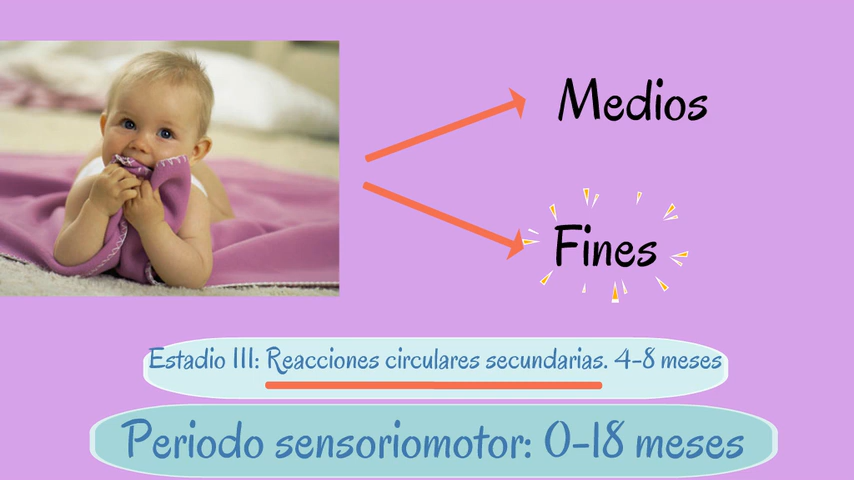 Medios
Fines
Estadio III: Reacciones circulares secundarias. 4-8 meses
Periodo sensoriomotor: 0-18 meses